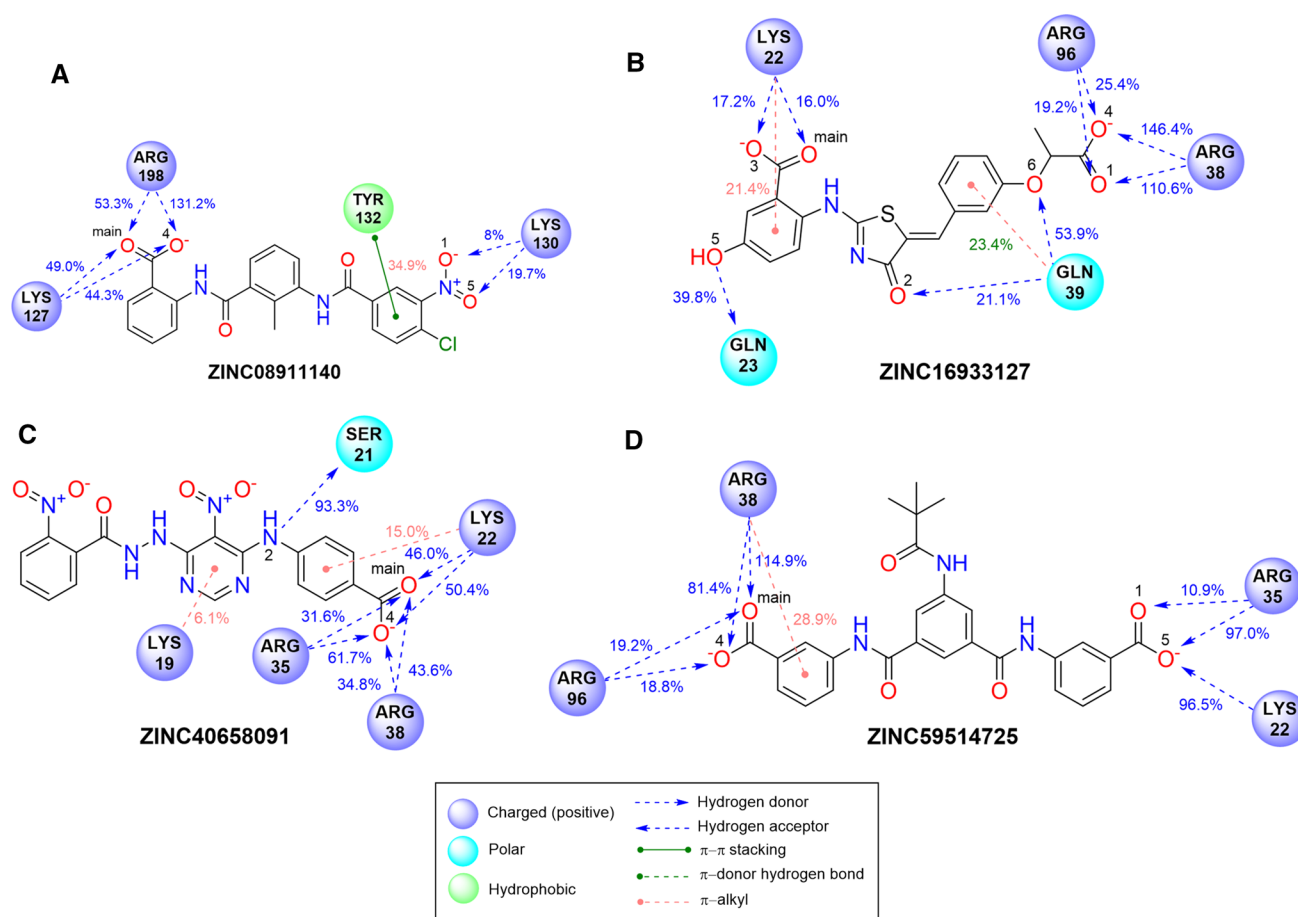 A
ARG
198
53.3%
131.2%
main
O
4
O-
49.0%
44.3%
LYS
127
H
N
O
N
H
O
TYR
132
34.9%
1
O-
8%
LYS
130
N+
O
5
19.7%
Cl
ZINC08911140
B
LYS
22
17.2%
16.0%
main
-O
3
O
21.4%
H
N
S
N
5
HO
39.8%
GLN
23
4
O-
25.4%
19.2%
ARG
96
146.4%
ARG
38
110.6%
O
1
6
O
23.4%
53.9%
GLN
39
21.1%
2
O
ZINC16933127
C
SER
21
93.3%
O
N+
O-
O
H
N
N
H
O
N+
O-
H
N
2
N
N
6.1%
LYS
19
15.0%
LYS
22
46.0%
main
O
50.4%
4
O-
31.6%
61.7%
ARG
35
34.8%
43.6%
ARG
38
ZINC40658091
D
ARG
38
81.4%
114.9%
main
O
4
-O
28.9%
19.2%
18.8%
ARG
96
H
N
O
O
N
H
O
H
N
1
O
10.9%
ARG
35
5
O-
97.0%
96.5%
LYS
22
ZINC59514725
Charged (positive)
Polar
Hydrophobic
Hydrogen donor
Hydrogen acceptor
π–π stacking
π–donor hydrogen bond
π–alkyl